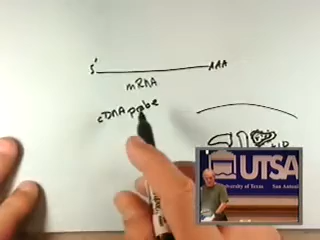 5' AAA
mRNA
cDNA probe
UTSA
University of Texas San Antonio